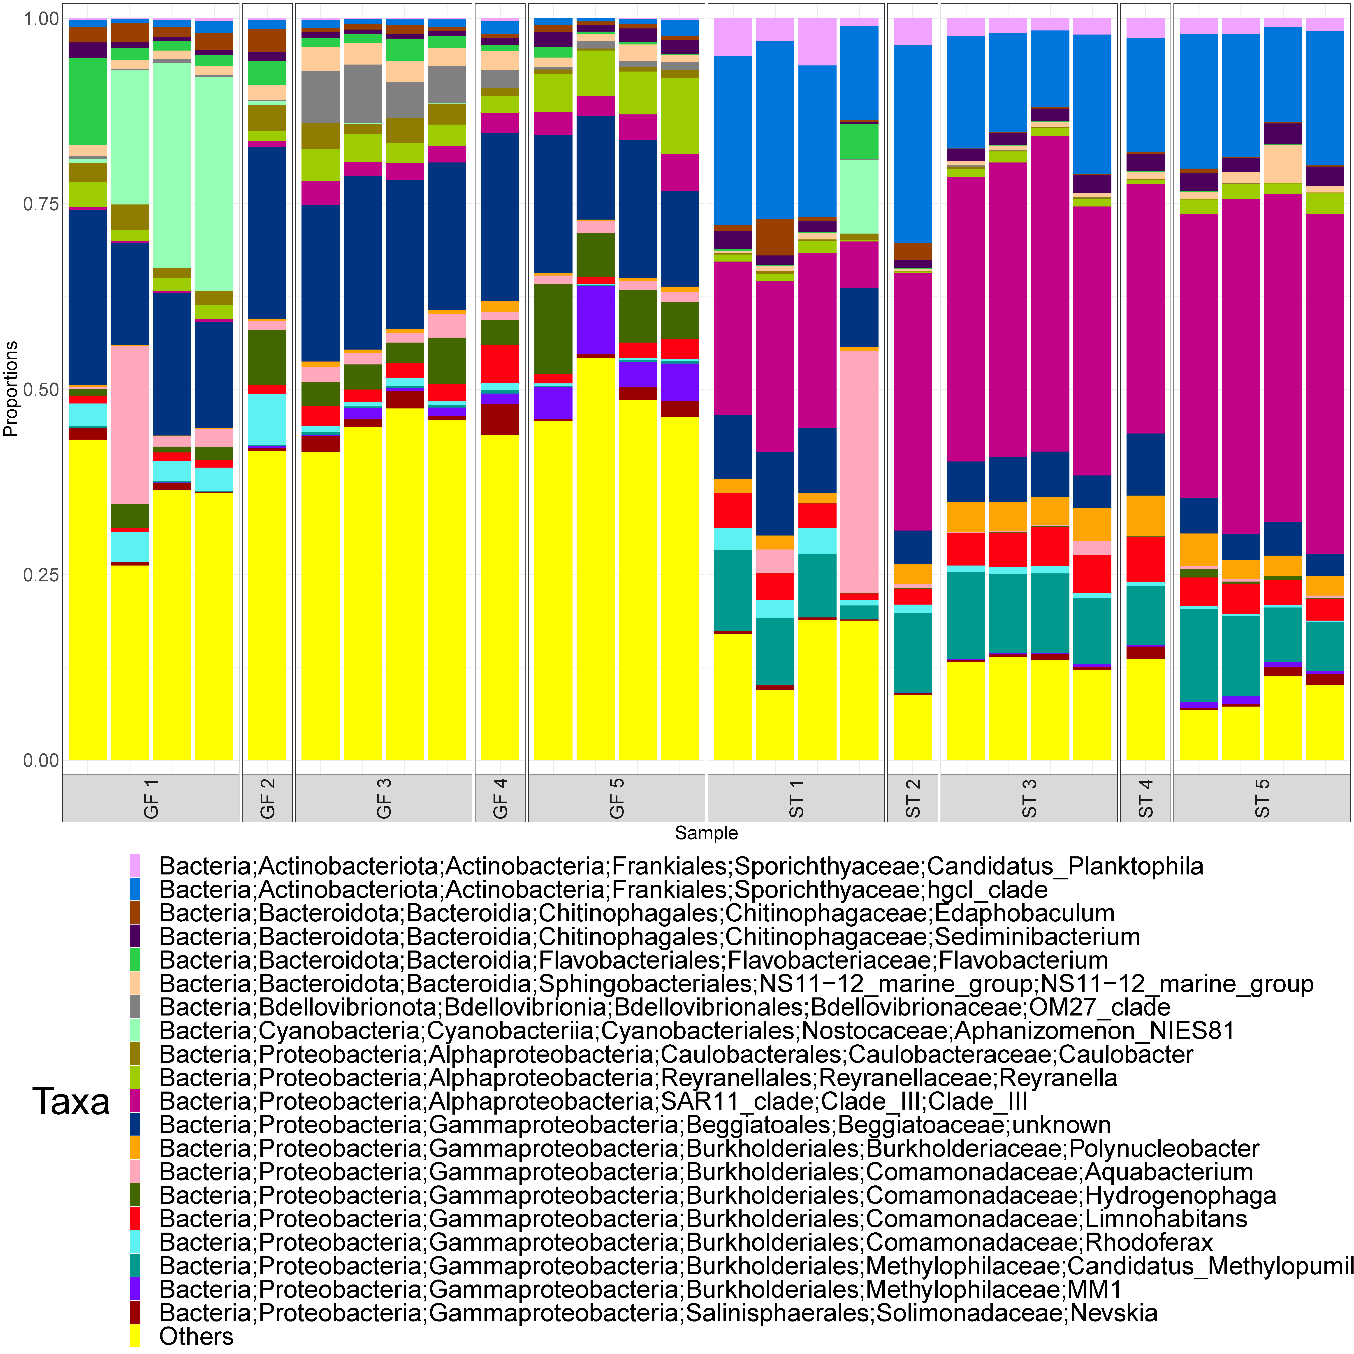 1.00
0.75
0.50
0.25
0.00
Proportions
GF 1
GF 2
GF 3
GF 4
GF 5
ST 1
ST 2
ST 3
ST 4
ST 5
Sample
Taxa
Bacteria;Actinobacteriota;Actinobacteria;Frankiales;Sporichthyaceae;Candidatus_Planktophila
Bacteria;Actinobacteriota;Actinobacteria;Frankiales;Sporichthyaceae;hgcI_clade
Bacteria;Bacteroidota;Bacteroidia;Chitinophagales;Chitinophagaceae;Edaphobaculum
Bacteria;Bacteroidota;Bacteroidia;Chitinophagales;Chitinophagaceae;Sediminibacterium
Bacteria;Bacteroidota;Bacteroidia;Flavobacteriales;Flavobacteriaceae;Flavobacterium
Bacteria;Bacteroidota;Bacteroidia;Sphingobacteriales;NS11−12_marine_group;NS11−12_marine_group
Bacteria;Bdellovibrionota;Bdellovibrionia;Bdellovibrionales;Bdellovibrionaceae;OM27_clade
Bacteria;Cyanobacteria;Cyanobacteriia;Cyanobacteriales;Nostocaceae;Aphanizomenon_NIES81
Bacteria;Proteobacteria;Alphaproteobacteria;Caulobacterales;Caulobacteraceae;Caulobacter
Bacteria;Proteobacteria;Alphaproteobacteria;Reyranellales;Reyranellaceae;Reyranella
Bacteria;Proteobacteria;Alphaproteobacteria;SAR11_clade;Clade_III;Clade_III
Bacteria;Proteobacteria;Gammaproteobacteria;Beggiatoales;Beggiatoaceae;unknown
Bacteria;Proteobacteria;Gammaproteobacteria;Burkholderiales;Burkholderiaceae;Polynucleobacter
Bacteria;Proteobacteria;Gammaproteobacteria;Burkholderiales;Comamonadaceae;Aquabacterium
Bacteria;Proteobacteria;Gammaproteobacteria;Burkholderiales;Comamonadaceae;Hydrogenophaga
Bacteria;Proteobacteria;Gammaproteobacteria;Burkholderiales;Comamonadaceae;Limnohabitans
Bacteria;Proteobacteria;Gammaproteobacteria;Burkholderiales;Comamonadaceae;Rhodoferax
Bacteria;Proteobacteria;Gammaproteobacteria;Burkholderiales;Methylophilaceae;Candidatus_Methylopumil
Bacteria;Proteobacteria;Gammaproteobacteria;Burkholderiales;Methylophilaceae;MM1
Bacteria;Proteobacteria;Gammaproteobacteria;Salinisphaerales;Solimonadaceae;Nevskia
Others